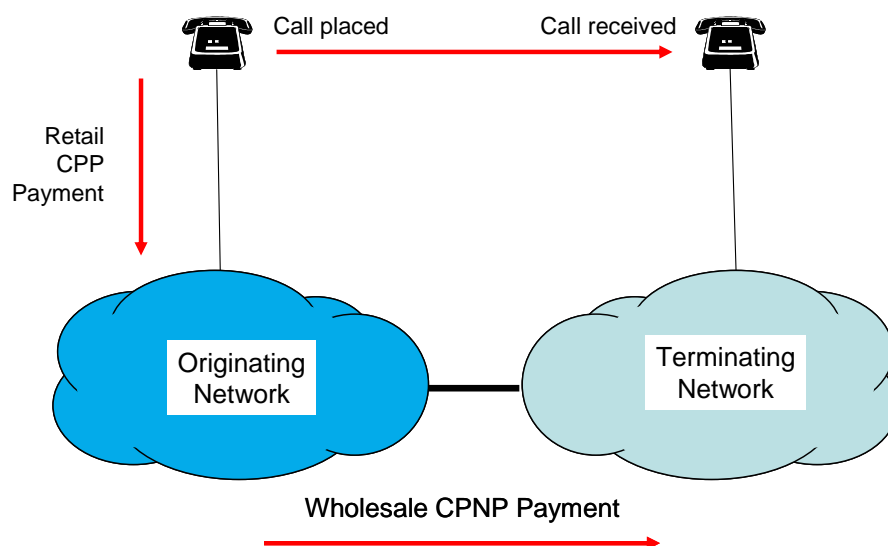 Call placed
Call received
Retail
CPP
Payment
Originating
Network
Terminating
Network
Wholesale CPNP Payment